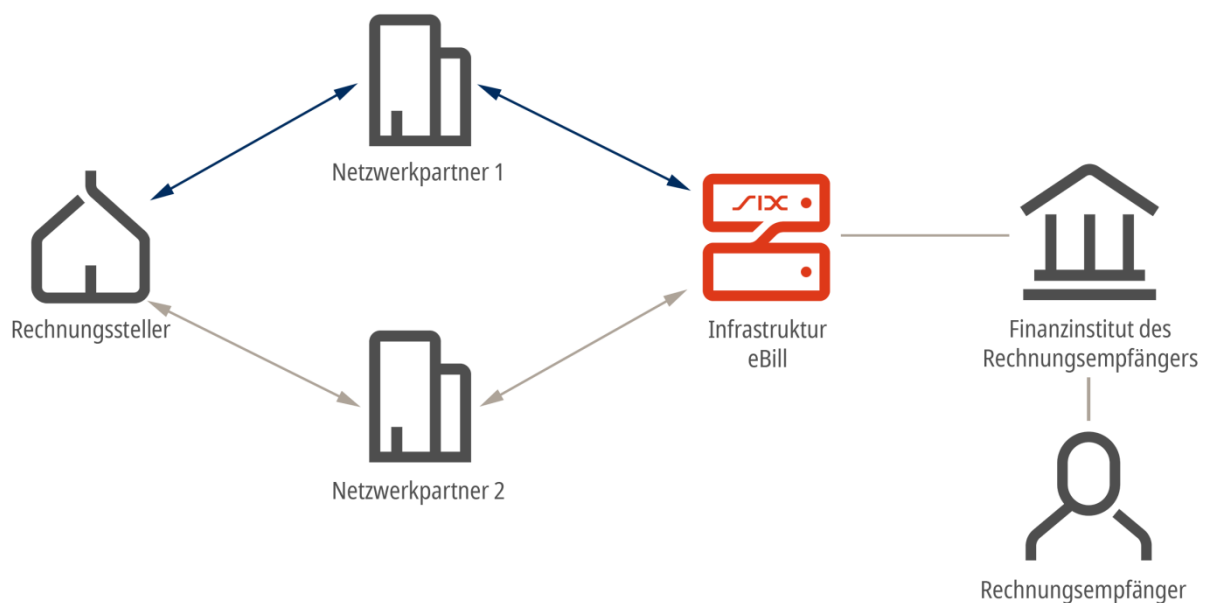 Netzwerkpartner 1
SIX
Rechnungssteller
Infrastruktur
eBill
Finanzinstitut des
Rechnungsempfängers
Netzwerkpartner 2
Rechnungsempfänger